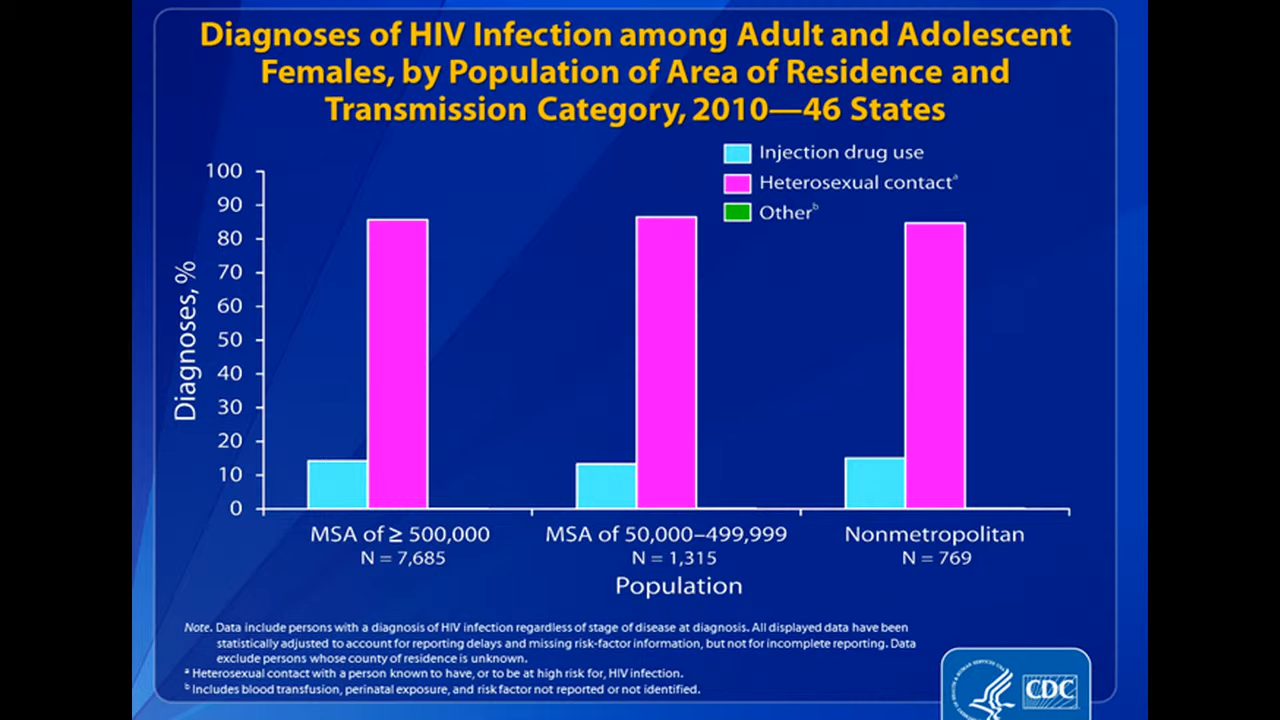 Diagnoses of HIV Infection among Adult and Adolescent
Females, by Population of Area of Residence and
Transmission Category, 2010—46 States
Injection drug use
Heterosexual contactᵃ
Otherᵇ
Diagnoses, %
100
90
80
70
60
50
40
30
20
10
0
MSA of ≥ 500,000
N = 7,685
MSA of 50,000–499,999
N = 1,315
Nonmetropolitan
N = 769
Population
Note. Data include persons with a diagnosis of HIV infection regardless of stage of disease at diagnosis. All displayed data have been
statistically adjusted to account for reporting delays and missing risk-factor information, but not for incomplete reporting. Data
exclude persons whose county of residence is unknown.
ᵃ Heterosexual contact with a person known to have, or to be at high risk for, HIV infection.
ᵇ Includes blood transfusion, perinatal exposure, and risk factor not reported or not identified.
CDC